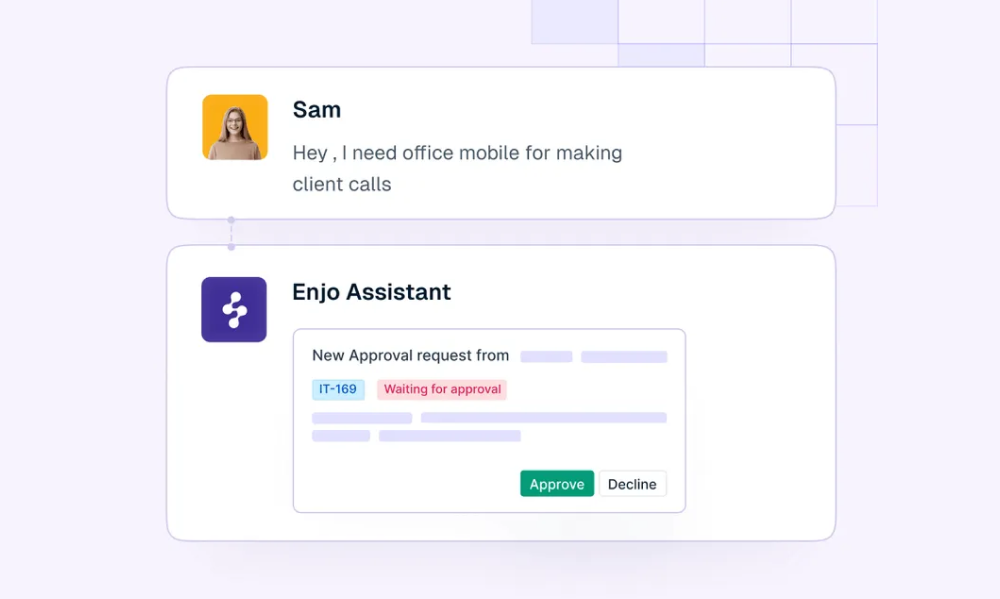 Sam
Hey , I need office mobile for making
client calls
Enjo Assistant
New Approval request from
IT-169 Waiting for approval
Approve Decline